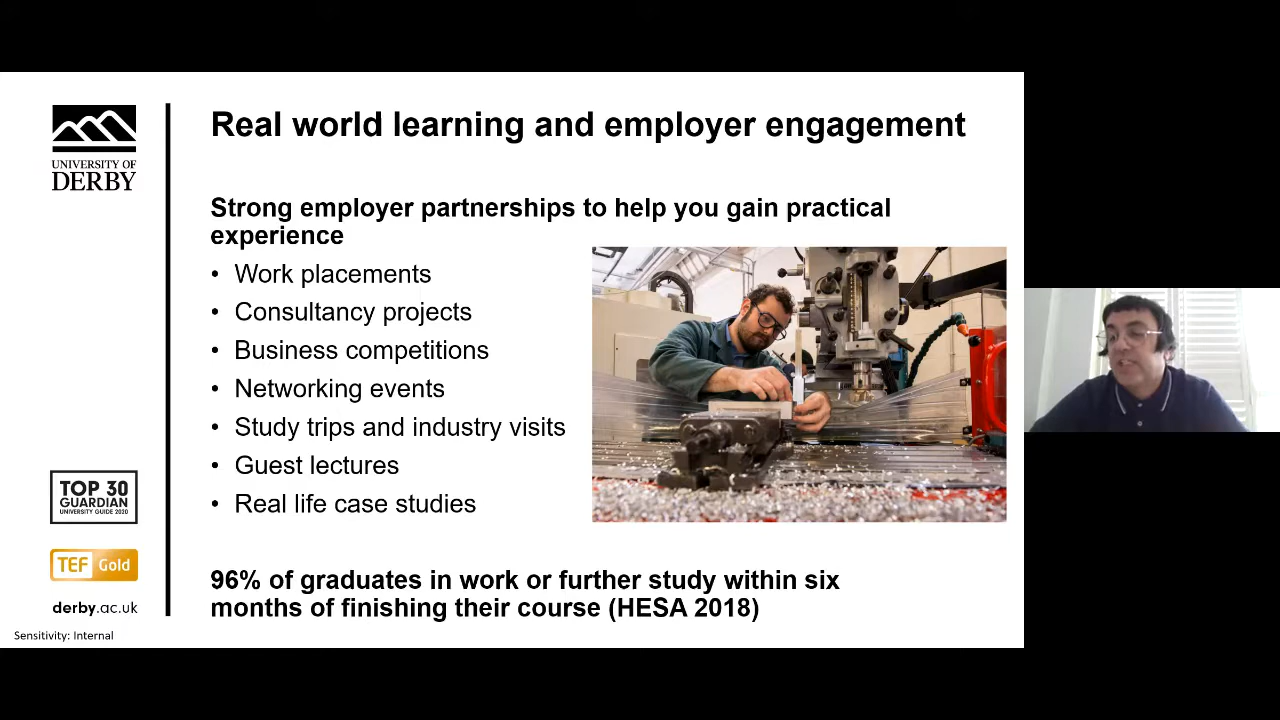 Real world learning and employer engagement
UNIVERSITY OF
DERBY
Strong employer partnerships to help you gain practical
experience
• Work placements
• Consultancy projects
• Business competitions
• Networking events
• Study trips and industry visits
• Guest lectures
• Real life case studies
TOP 30
GUARDIAN
UNIVERSITY GUIDE 2020
TEF Gold
96% of graduates in work or further study within six
months of finishing their course (HESA 2018)
derby.ac.uk
Sensitivity: Internal